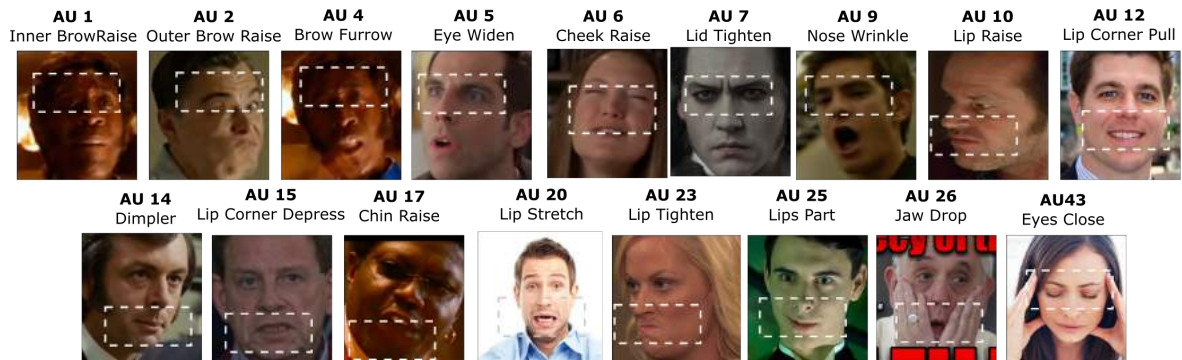 AU 1 AU 2 AU 4 AU 5 AU 6 AU 7 AU 9 AU 10 AU 12
Inner BrowRaise Outer Brow Raise Brow Furrow Eye Widen Cheek Raise Lid Tighten Nose Wrinkle Lip Raise Lip Corner Pull
AU 14 AU 15 AU 17 AU 20 AU 23 AU 25 AU 26 AU43
Dimpler Lip Corner Depress Chin Raise Lip Stretch Lip Tighten Lips Part Jaw Drop Eyes Close